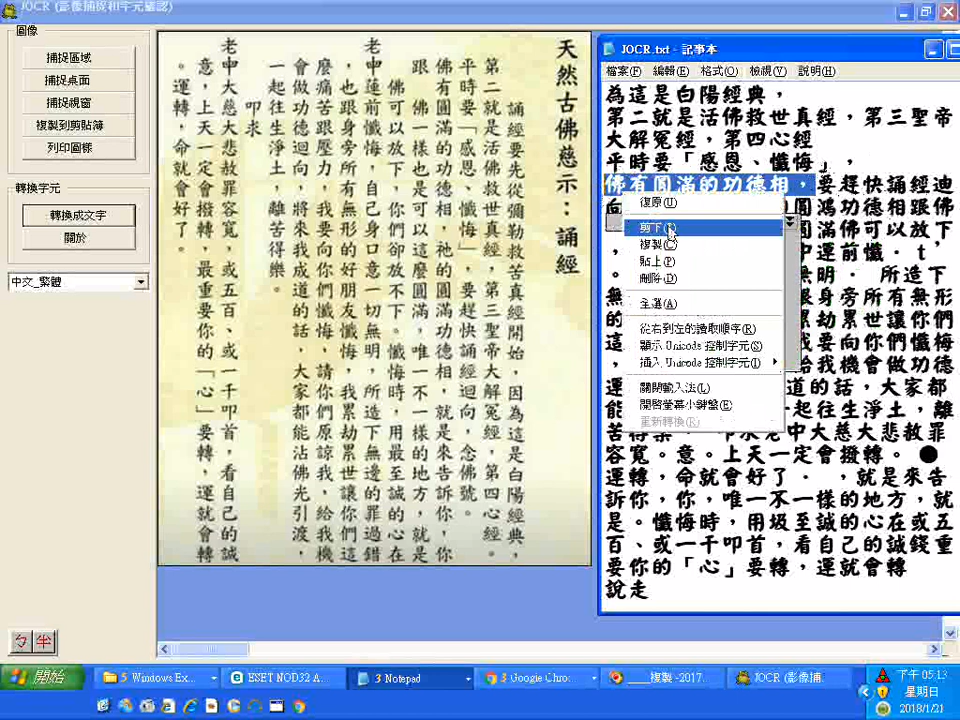 JOCR (影像捕捉和字元確認)
圖像
捕捉區域
捕捉桌面
捕捉視窗
複製到剪貼簿
列印圖樣
轉換字元
轉換成文字
關於
中文_繁體
天然古佛慈示：誦經
誦經要先從彌勒救苦真經開始，因為這是白陽經典，
第二就是活佛救世真經，第三聖帝大解冤經，第四心經。
平時要「感恩、懺悔」，要趕快誦經迴向，念佛號。
佛有圓滿的功德相，祂的功德相，就是來告訴你，你
跟佛一樣也是可以這麼圓滿，唯一不一樣的地方，就是
佛可以放下，你們卻放不下。懺悔時，用最至誠的心在
老中蓮前懺悔，自己身口意一切無明，所造下無邊的罪過錯
，也跟身旁所有無形的好朋友懺悔，我累劫累世讓你們這
麼痛苦跟壓力，我要向你們懺悔，請你們原諒我，給我機
會做功德迴向，將來我成道的話，大家都能沾佛光引渡，
一起往生淨土，離苦得樂。
叩求
老中大慈大悲赦罪容寬，或五百、或一千叩首，看自己的誠
意，上天一定會撥轉，最重要你的「心」要轉，運就會轉
。運轉，命就會好了。
JOCR.txt - 記事本
檔案(F) 編輯(E) 格式(O) 檢視(V) 說明(H)
為這是白陽經典，
第二就是活佛救世真經，第三聖帝
大解冤經，第四心經
平時要「感恩、懺悔」，
佛有圓滿的功德相，要趕快誦經迪
向 圓鴻功德相跟佛
圓滿佛可以放下
， 中運前懺．t，
。 無明． 所造下
無 跟身旁所有無形
的 累劫累世讓你們
這 我要向你們懺
給我機會做功德
運 道的話，大家都
能 一起往生淨土，離
苦得樂． 叩求老中大慈大悲赦罪
容寬。意。上天一定會撥轉。●
運轉，命就會好了． ，就是來告
訴你，你，唯一不一樣的地方，就
是。懺悔時，用圾至誠的心在或五
百、或一千叩首，看自己的誠錢重
要你的「心」要轉，運就會轉
說走
復原(U)
剪下(T)
複製(C)
貼上(P)
刪除(D)
全選(A)
從右到左的讀取順序(R)
顯示 Unicode 控制字元(S)
插入 Unicode 控制字元(I)
關閉輸入法(L)
開啓螢幕小鍵盤(E)
重新轉換(R)
ㄅ 半
開始
5 Windows Ex...
ESET NOD32 A...
3 Notepad
3 Google Chro...
____複製 -2017...
JOCR (影像捕...
下午 05:13
星期日
2018/1/21